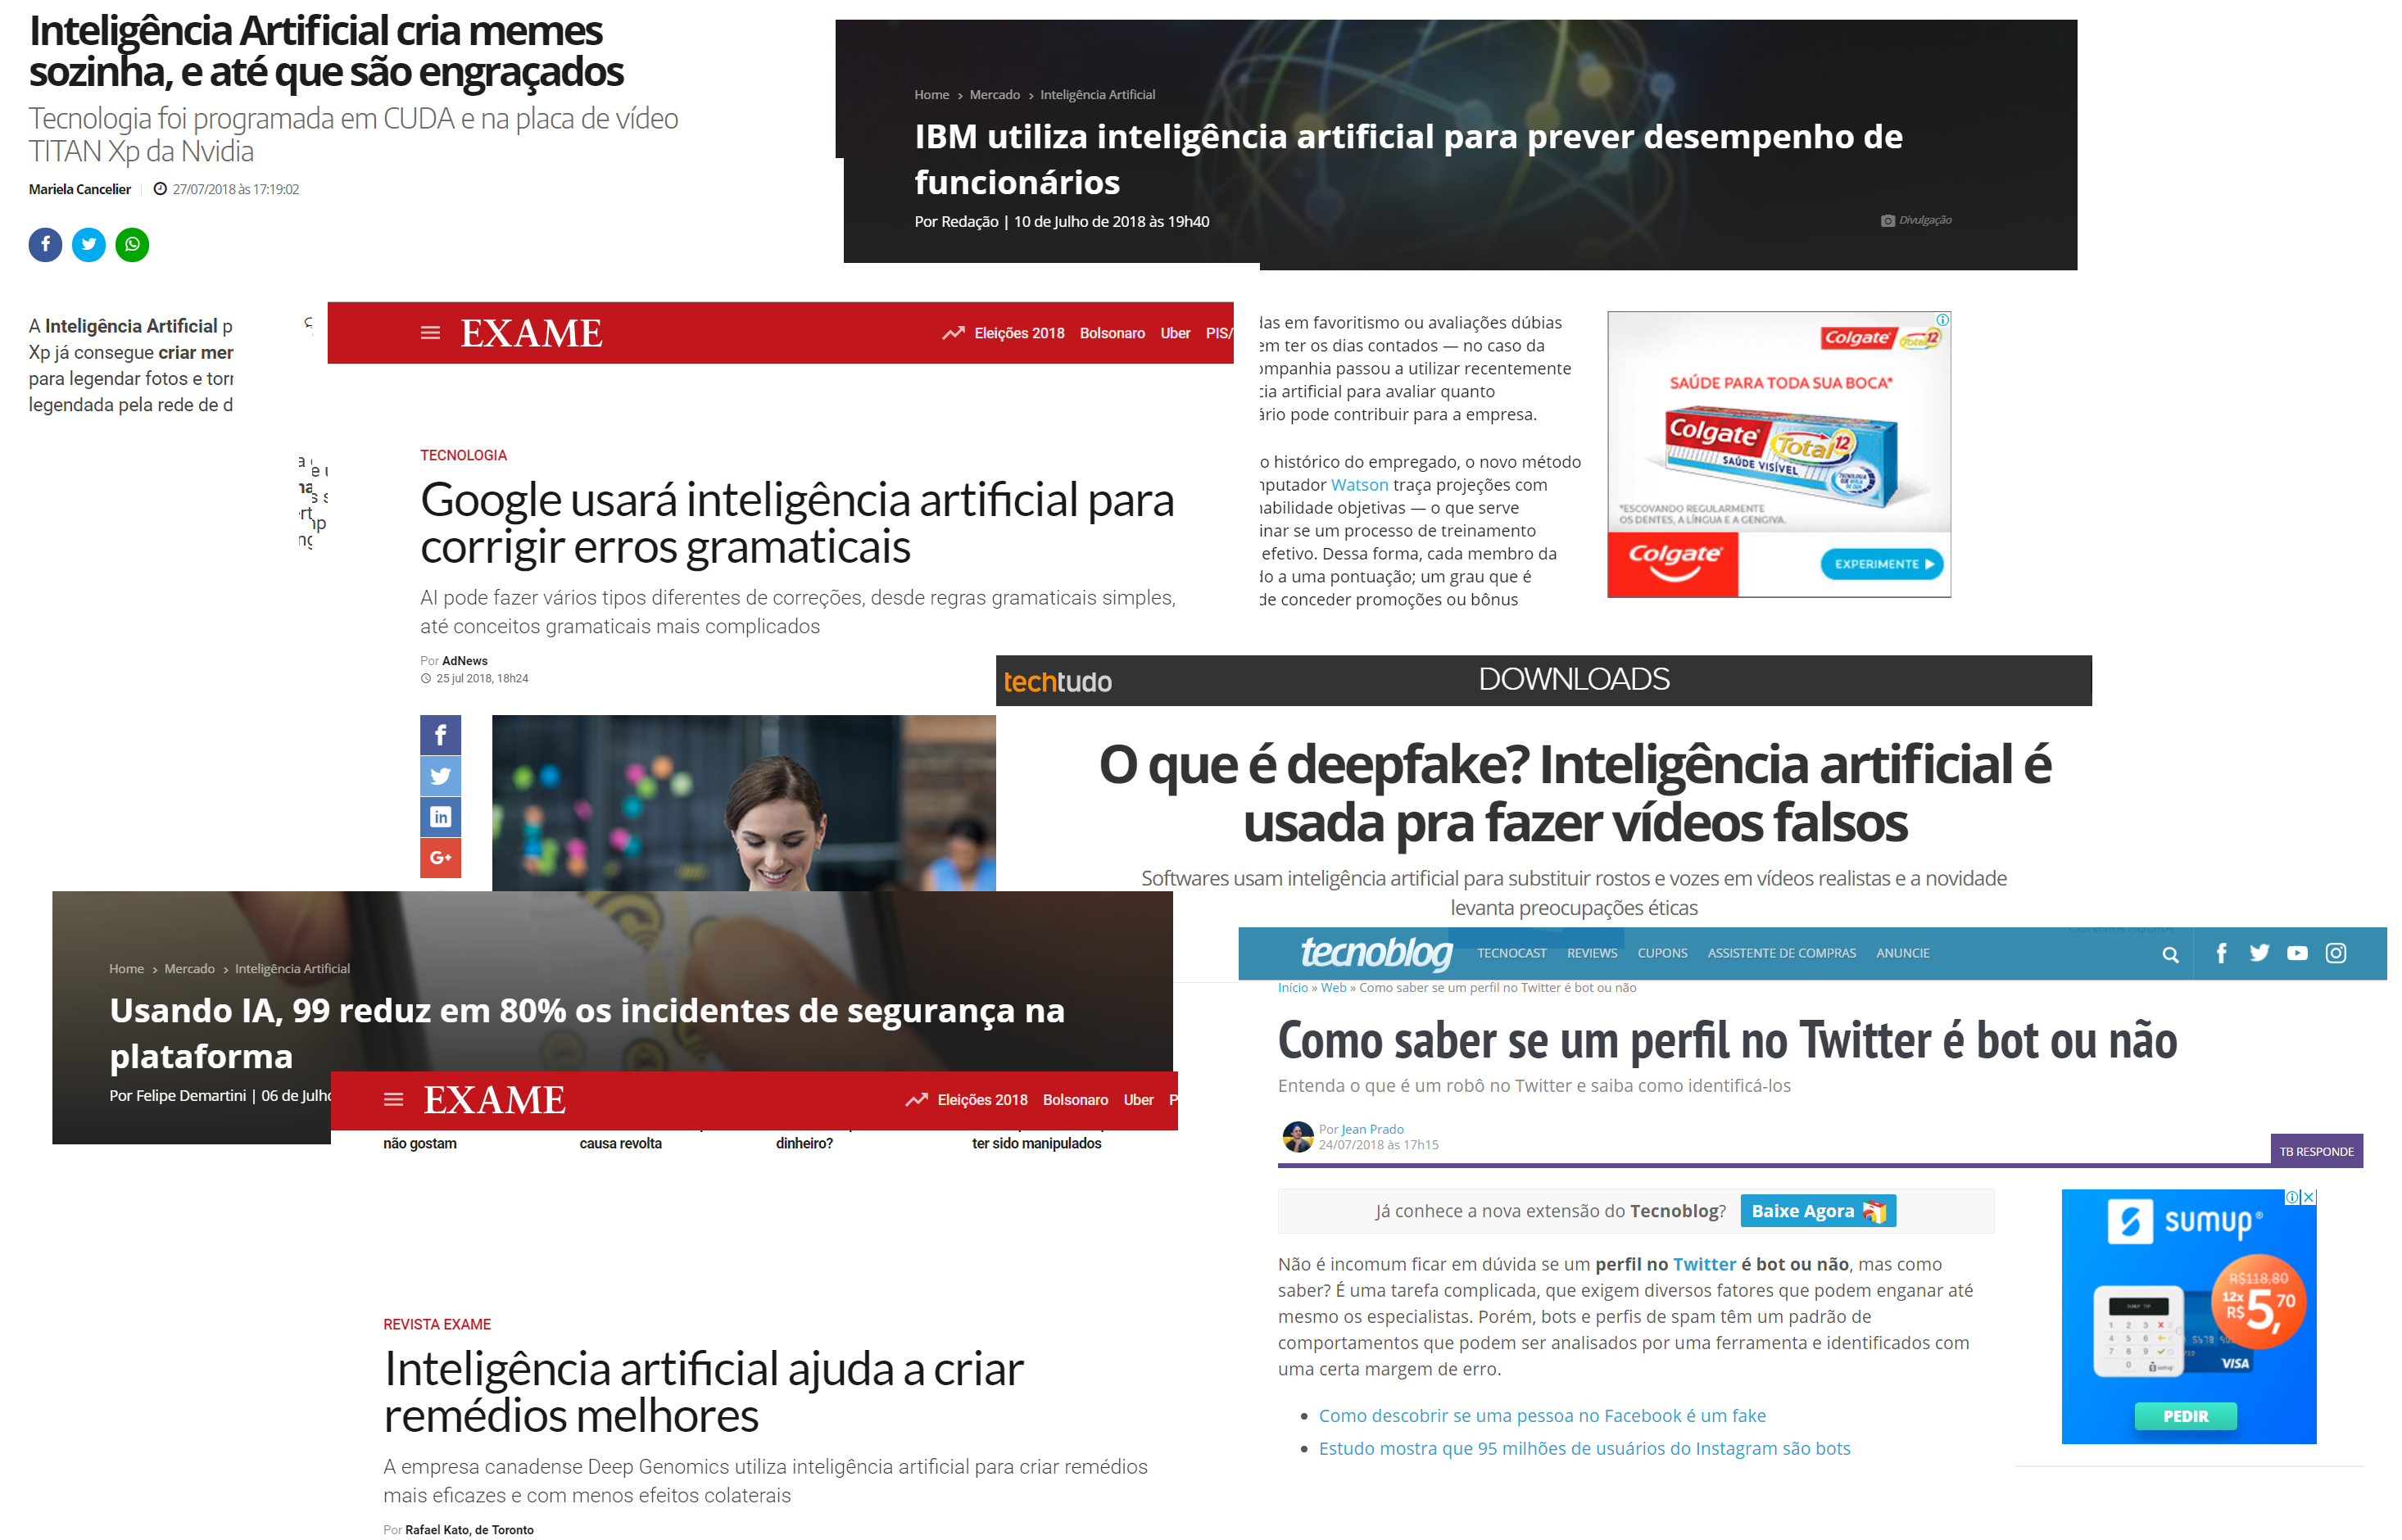 Inteligência Artificial cria memes
sozinha, e até que são engraçados
Tecnologia foi programada em CUDA e na placa de vídeo
TITAN Xp da Nvidia
Mariela Cancelier | 27/07/2018 às 17:19:02
A Inteligência Artificial p
Xp já consegue criar mer
para legendar fotos e torr
legendada pela rede de d
Home > Mercado > Inteligência Artificial
IBM utiliza inteligência artificial para prever desempenho de
funcionários
Por Redação | 10 de Julho de 2018 às 19h40
Divulgação
das em favoritismo ou avaliações dúbias
em ter os dias contados — no caso da
ompanhia passou a utilizar recentemente
cia artificial para avaliar quanto
ário pode contribuir para a empresa.
o histórico do empregado, o novo método
nputador Watson traça projeções com
nabilidade objetivas — o que serve
inar se um processo de treinamento
efetivo. Dessa forma, cada membro da
do a uma pontuação; um grau que é
de conceder promoções ou bônus
Colgate Total 12
SAÚDE PARA TODA SUA BOCA*
Colgate Total 12
SAÚDE VISÍVEL
*ESCOVANDO REGULARMENTE
OS DENTES, A LÍNGUA E A GENGIVA.
Colgate
EXPERIMENTE
EXAME
Eleições 2018 Bolsonaro Uber PIS/
TECNOLOGIA
Google usará inteligência artificial para
corrigir erros gramaticais
AI pode fazer vários tipos diferentes de correções, desde regras gramaticais simples,
até conceitos gramaticais mais complicados
Por AdNews
25 jul 2018, 18h24
techtudo
DOWNLOADS
O que é deepfake? Inteligência artificial é
usada pra fazer vídeos falsos
Softwares usam inteligência artificial para substituir rostos e vozes em vídeos realistas e a novidade
levanta preocupações éticas
Home > Mercado > Inteligência Artificial
Usando IA, 99 reduz em 80% os incidentes de segurança na
plataforma
Por Felipe Demartini | 06 de Julho
EXAME
Eleições 2018 Bolsonaro Uber P
não gostam causa revolta dinheiro? ter sido manipulados
REVISTA EXAME
Inteligência artificial ajuda a criar
remédios melhores
A empresa canadense Deep Genomics utiliza inteligência artificial para criar remédios
mais eficazes e com menos efeitos colaterais
Por Rafael Kato, de Toronto
tecnoblog TECNOCAST REVIEWS CUPONS ASSISTENTE DE COMPRAS ANUNCIE
Início » Web » Como saber se um perfil no Twitter é bot ou não
Como saber se um perfil no Twitter é bot ou não
Entenda o que é um robô no Twitter e saiba como identificá-los
Por Jean Prado
24/07/2018 às 17h15
TB RESPONDE
Já conhece a nova extensão do Tecnoblog? Baixe Agora
Não é incomum ficar em dúvida se um perfil no Twitter é bot ou não, mas como
saber? É uma tarefa complicada, que exigem diversos fatores que podem enganar até
mesmo os especialistas. Porém, bots e perfis de spam têm um padrão de
comportamentos que podem ser analisados por uma ferramenta e identificados com
uma certa margem de erro.
Como descobrir se uma pessoa no Facebook é um fake
Estudo mostra que 95 milhões de usuários do Instagram são bots
sumup
R$118,80
12x
R$ 5,70
VISA
PEDIR